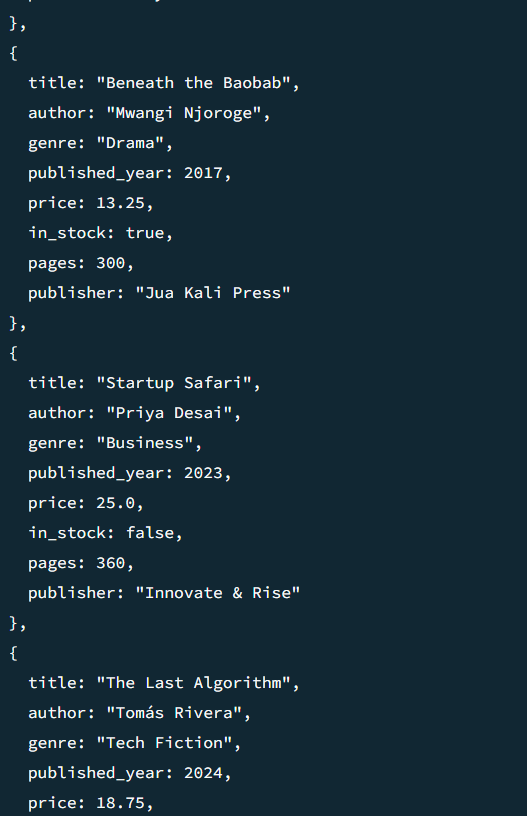 },
{
title: "Beneath the Baobab",
author: "Mwangi Njoroge",
genre: "Drama",
published_year: 2017,
price: 13.25,
in_stock: true,
pages: 300,
publisher: "Jua Kali Press"
},
{
title: "Startup Safari",
author: "Priya Desai",
genre: "Business",
published_year: 2023,
price: 25.0,
in_stock: false,
pages: 360,
publisher: "Innovate & Rise"
},
{
title: "The Last Algorithm",
author: "Tomás Rivera",
genre: "Tech Fiction",
published_year: 2024,
price: 18.75,